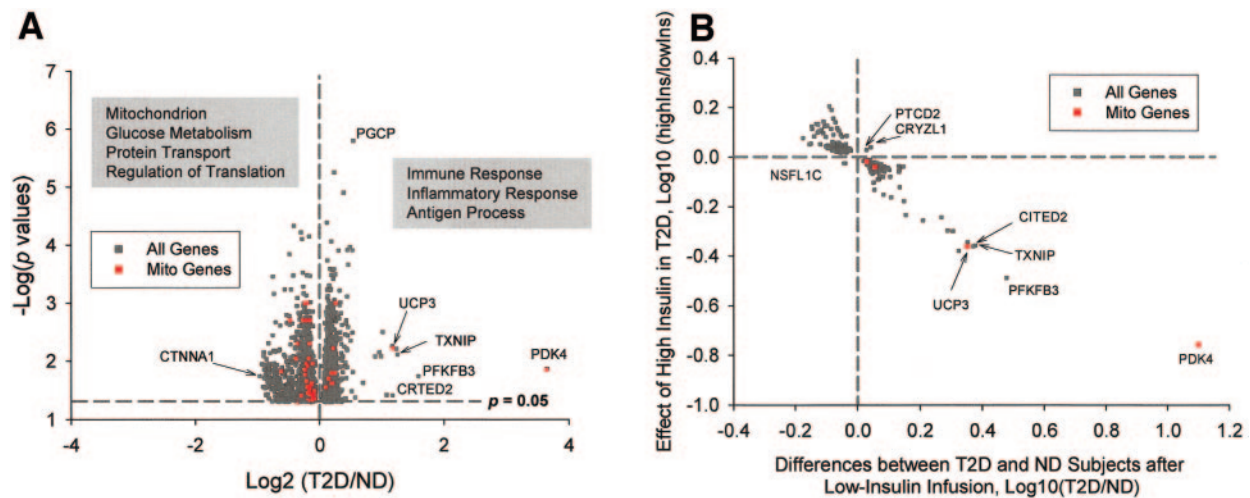 A
7
6
5
4
3
2
1
-Log(p values)
Mitochondrion
Glucose Metabolism
Protein Transport
Regulation of Translation
PGCP
Immune Response
Inflammatory Response
Antigen Process
All Genes
Mito Genes
UCP3
TXNIP
CTNNA1
PFKFB3
PDK4
CRTED2
p = 0.05
-4
-2
0
2
4
Log2 (T2D/ND)
B
0.4
0.2
0.0
-0.2
-0.4
-0.6
-0.8
-1.0
Effect of High Insulin in T2D, Log10 (highIns/lowIns)
All Genes
Mito Genes
PTCD2
CRYZL1
NSFL1C
CITED2
TXNIP
UCP3
PFKFB3
PDK4
-0.4
-0.2
0.0
0.2
0.4
0.6
0.8
1.0
1.2
Differences between T2D and ND Subjects after
Low-Insulin Infusion, Log10(T2D/ND)